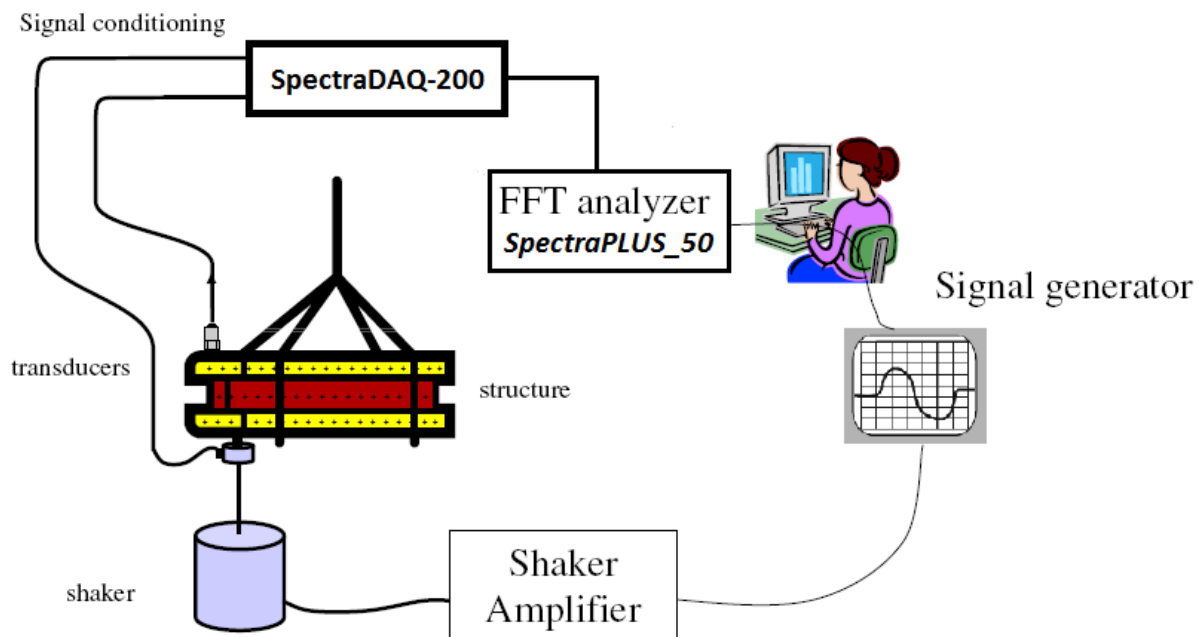 Signal conditioning
SpectraDAQ-200
FFT analyzer
SpectraPLUS_50
Signal generator
transducers
structure
shaker
Shaker
Amplifier